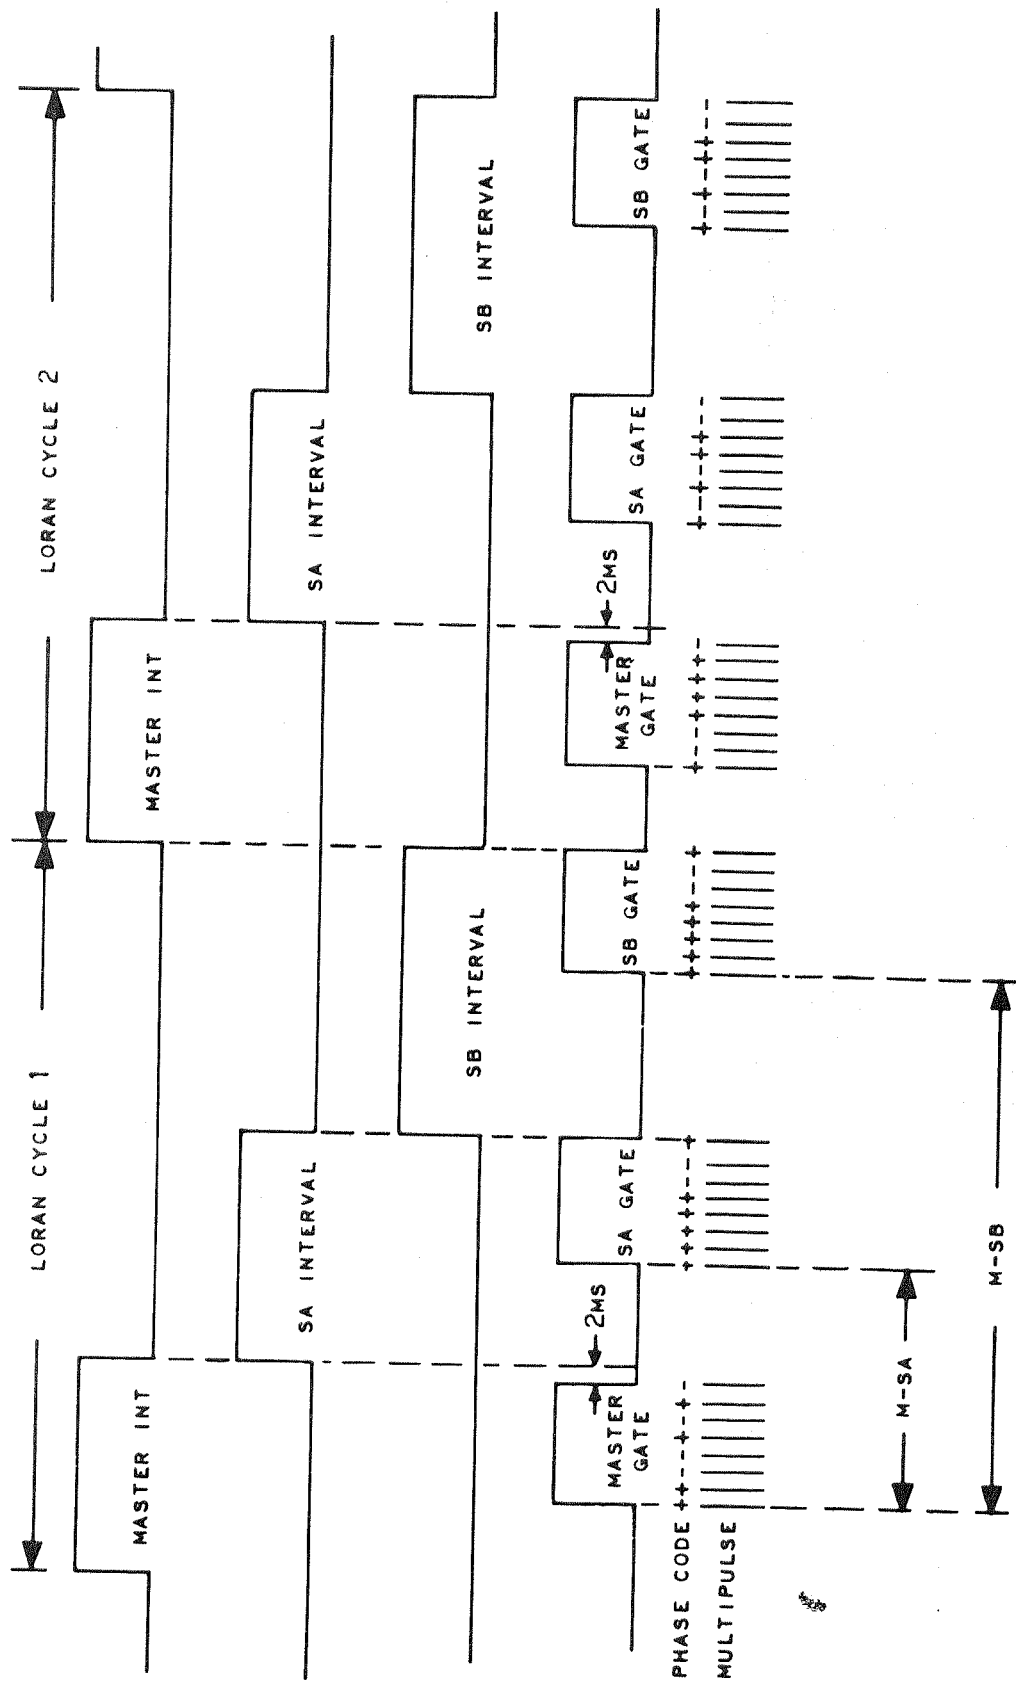 LORAN CYCLE 1
LORAN CYCLE 2
MASTER INT
MASTER INT
SA INTERVAL
SA INTERVAL
SB INTERVAL
SB INTERVAL
MASTER
GATE
2MS
SA GATE
SB GATE
MASTER
GATE
2MS
SA GATE
SB GATE
PHASE CODE
MULTIPULSE
M-SA
M-SB